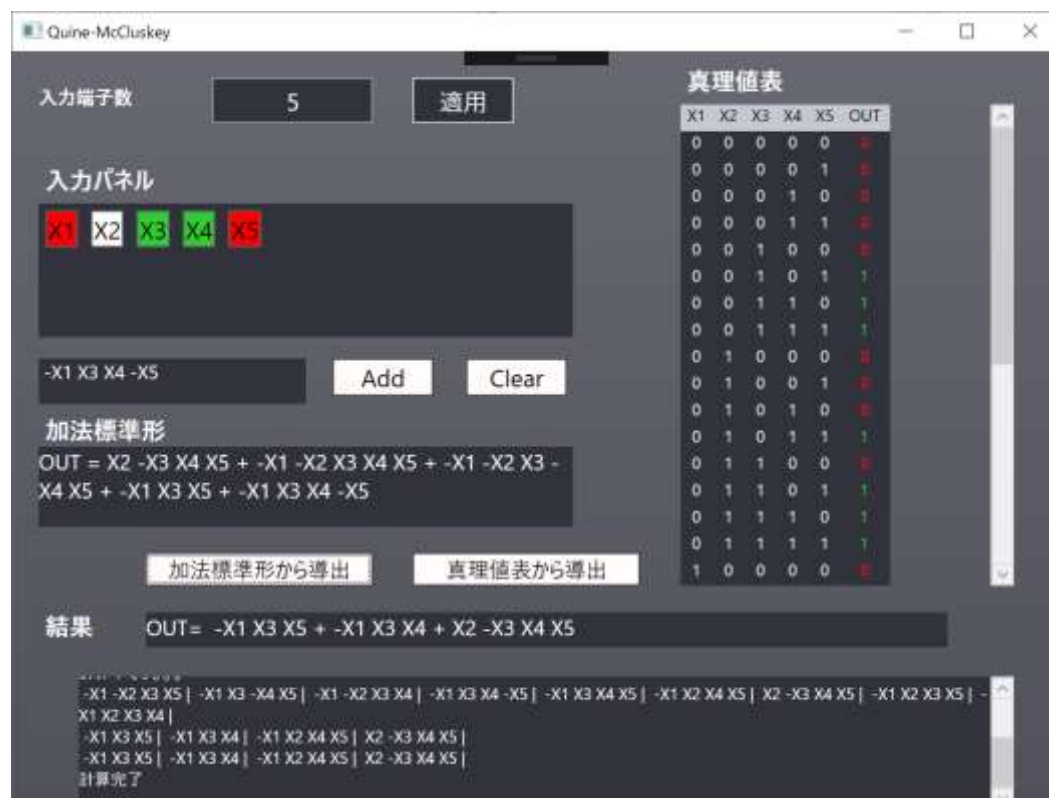 Quine-McCluskey
入力端子数
5
適用
入力パネル
X1 X2 X3 X4 X5
-X1 X3 X4 -X5
Add
Clear
加法標準形
OUT = X2 -X3 X4 X5 + -X1 -X2 X3 X4 X5 + -X1 -X2 X3 -
X4 X5 + -X1 X3 X5 + -X1 X3 X4 -X5
加法標準形から導出
真理値表から導出
真理値表
X1 X2 X3 X4 X5 OUT
0 0 0 0 0 0
0 0 0 0 1 0
0 0 0 1 0 0
0 0 0 1 1 0
0 0 1 0 0 0
0 0 1 0 1 1
0 0 1 1 0 1
0 0 1 1 1 1
0 1 0 0 0 0
0 1 0 0 1 0
0 1 0 1 0 0
0 1 0 1 1 1
0 1 1 0 0 0
0 1 1 0 1 1
0 1 1 1 0 1
0 1 1 1 1 1
1 0 0 0 0 0
結果
OUT= -X1 X3 X5 + -X1 X3 X4 + X2 -X3 X4 X5
-X1 -X2 X3 X5 | -X1 X3 -X4 X5 | -X1 -X2 X3 X4 | -X1 X3 X4 -X5 | -X1 X3 X4 X5 | -X1 X2 X4 X5 | X2 -X3 X4 X5 | -X1 X2 X3 X5 | -
X1 X2 X3 X4 |
-X1 X3 X5 | -X1 X3 X4 | -X1 X2 X4 X5 | X2 -X3 X4 X5 |
-X1 X3 X5 | -X1 X3 X4 | -X1 X2 X4 X5 | X2 -X3 X4 X5 |
計算完了